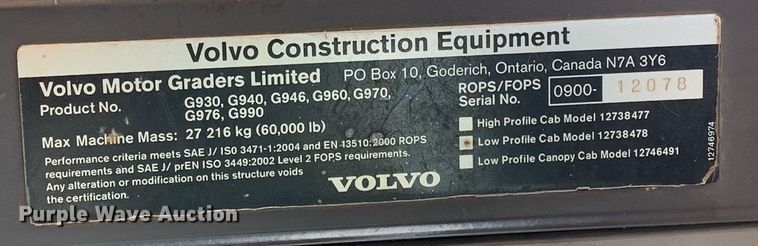 Volvo Construction Equipment
Volvo Motor Graders Limited PO Box 10, Goderich, Ontario, Canada N7A 3Y6
Product No. G930, G940, G946, G960, G970,
G976, G990
ROPS/FOPS
Serial No. 0900- 12078
Max Machine Mass: 27 216 kg (60,000 lb)
Performance criteria meets SAE J/ ISO 3471-1:2004 and EN 13510:2000 ROPS
requirements and SAE J/ prEN ISO 3449:2002 Level 2 FOPS requirements.
Any alteration or modification on this structure voids
the certification.
VOLVO
High Profile Cab Model 12738477
Low Profile Cab Model 12738478
Low Profile Canopy Cab Model 12746491
12746974
Purple Wave Auction